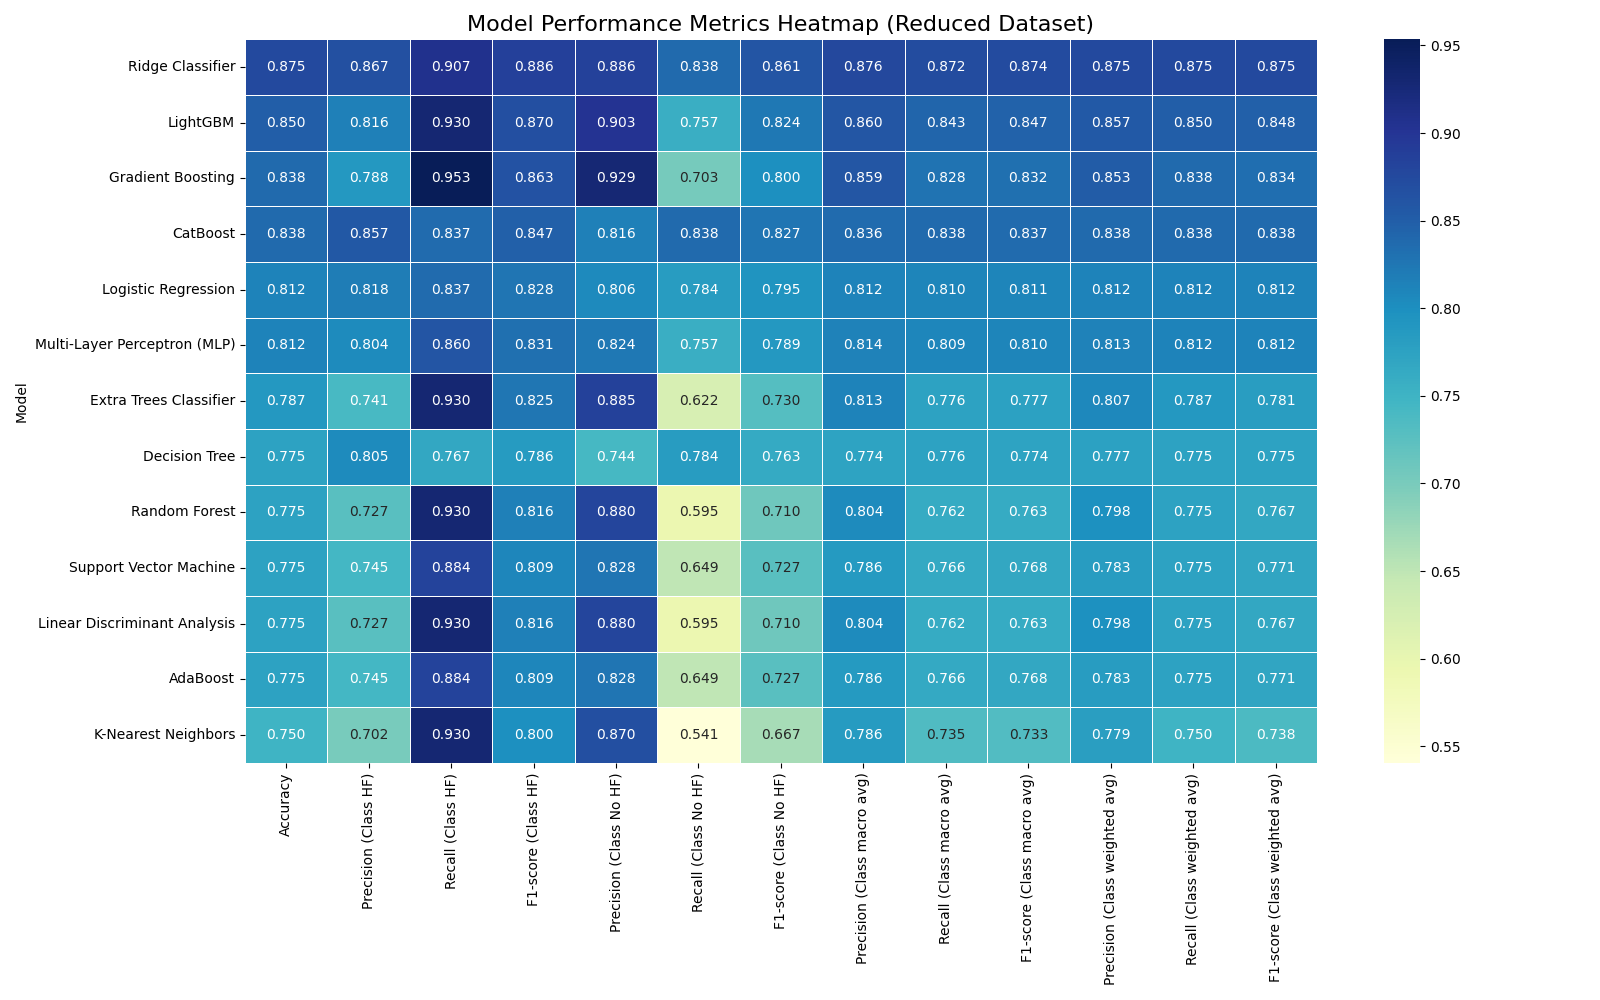 Model Performance Metrics Heatmap (Reduced Dataset)
Model
Ridge Classifier 0.875 0.867 0.907 0.886 0.886 0.838 0.861 0.876 0.872 0.874 0.875 0.875 0.875
LightGBM 0.850 0.816 0.930 0.870 0.903 0.757 0.824 0.860 0.843 0.847 0.857 0.850 0.848
Gradient Boosting 0.838 0.788 0.953 0.863 0.929 0.703 0.800 0.859 0.828 0.832 0.853 0.838 0.834
CatBoost 0.838 0.857 0.837 0.847 0.816 0.838 0.827 0.836 0.838 0.837 0.838 0.838 0.838
Logistic Regression 0.812 0.818 0.837 0.828 0.806 0.784 0.795 0.812 0.810 0.811 0.812 0.812 0.812
Multi-Layer Perceptron (MLP) 0.812 0.804 0.860 0.831 0.824 0.757 0.789 0.814 0.809 0.810 0.813 0.812 0.812
Extra Trees Classifier 0.787 0.741 0.930 0.825 0.885 0.622 0.730 0.813 0.776 0.777 0.807 0.787 0.781
Decision Tree 0.775 0.805 0.767 0.786 0.744 0.784 0.763 0.774 0.776 0.774 0.777 0.775 0.775
Random Forest 0.775 0.727 0.930 0.816 0.880 0.595 0.710 0.804 0.762 0.763 0.798 0.775 0.767
Support Vector Machine 0.775 0.745 0.884 0.809 0.828 0.649 0.727 0.786 0.766 0.768 0.783 0.775 0.771
Linear Discriminant Analysis 0.775 0.727 0.930 0.816 0.880 0.595 0.710 0.804 0.762 0.763 0.798 0.775 0.767
AdaBoost 0.775 0.745 0.884 0.809 0.828 0.649 0.727 0.786 0.766 0.768 0.783 0.775 0.771
K-Nearest Neighbors 0.750 0.702 0.930 0.800 0.870 0.541 0.667 0.786 0.735 0.733 0.779 0.750 0.738
Accuracy
Precision (Class HF)
Recall (Class HF)
F1-score (Class HF)
Precision (Class No HF)
Recall (Class No HF)
F1-score (Class No HF)
Precision (Class macro avg)
Recall (Class macro avg)
F1-score (Class macro avg)
Precision (Class weighted avg)
Recall (Class weighted avg)
F1-score (Class weighted avg)
0.95
0.90
0.85
0.80
0.75
0.70
0.65
0.60
0.55